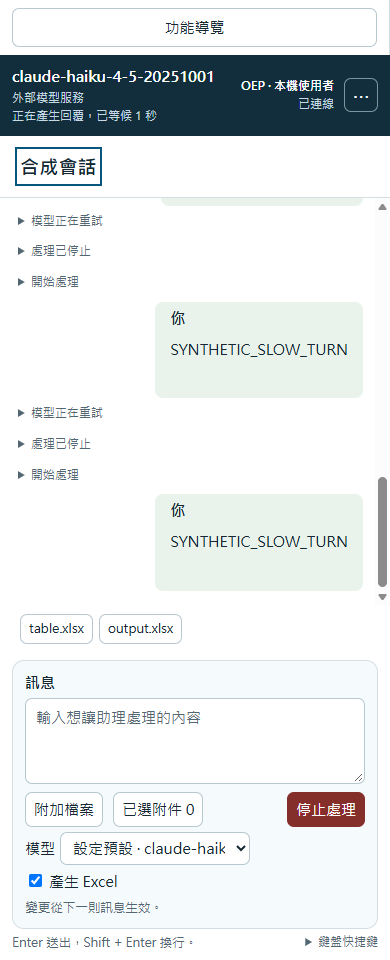 功能導覽
claude-haiku-4-5-20251001
外部模型服務
正在產生回覆，已等候 1 秒
OEP · 本機使用者
已連線
...
合成會話
▶ 模型正在重試
▶ 處理已停止
▶ 開始處理
你
SYNTHETIC_SLOW_TURN
▶ 模型正在重試
▶ 處理已停止
▶ 開始處理
你
SYNTHETIC_SLOW_TURN
table.xlsx output.xlsx
訊息
輸入想讓助理處理的內容
附加檔案 已選附件 0 停止處理
模型 設定預設 · claude-haik
產生 Excel
變更從下一則訊息生效。
Enter 送出，Shift + Enter 換行。 ▶ 鍵盤快捷鍵